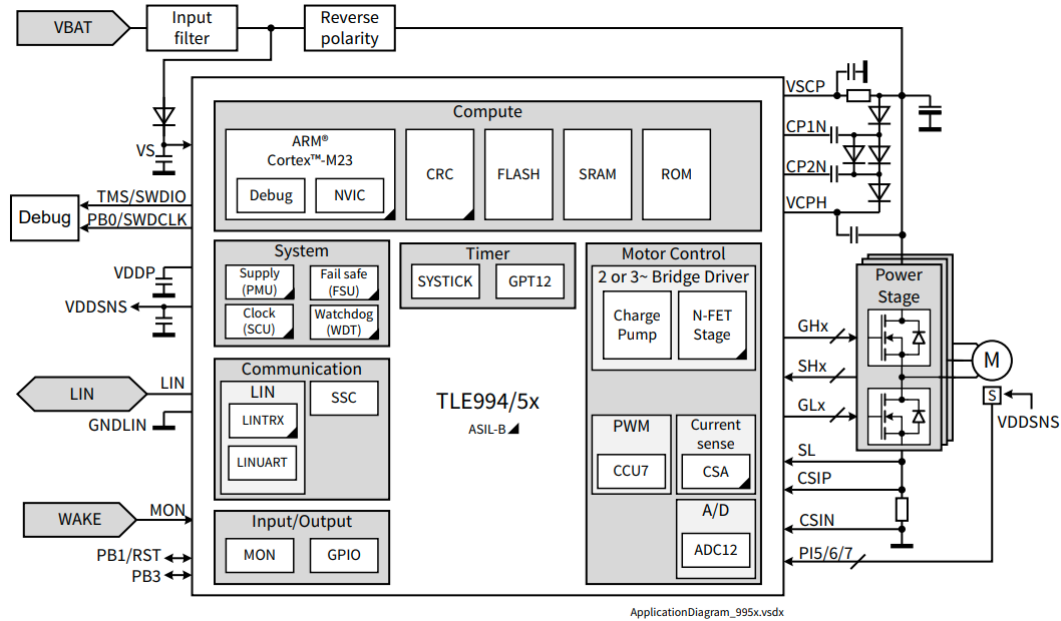 VBAT
Input
filter
Reverse
polarity
VS
TMS/SWDIO
PB0/SWDCLK
Debug
VDDP
VDDSNS
LIN
LIN
GNDLIN
WAKE
MON
PB1/RST
PB3
Compute
ARM®
Cortex™-M23
Debug
NVIC
CRC
FLASH
SRAM
ROM
System
Supply
(PMU)
Fail safe
(FSU)
Clock
(SCU)
Watchdog
(WDT)
Timer
SYSTICK
GPT12
Communication
LIN
LINTRX
LINUART
SSC
Input/Output
MON
GPIO
TLE994/5x
ASIL-B
Motor Control
2 or 3~ Bridge Driver
Charge
Pump
N-FET
Stage
PWM
CCU7
Current
sense
CSA
A/D
ADC12
VSCP
CP1N
CP2N
VCPH
GHx
SHx
GLx
SL
CSIP
CSIN
PI5/6/7
Power
Stage
M
S
VDDSNS
ApplicationDiagram_995x.vsdx